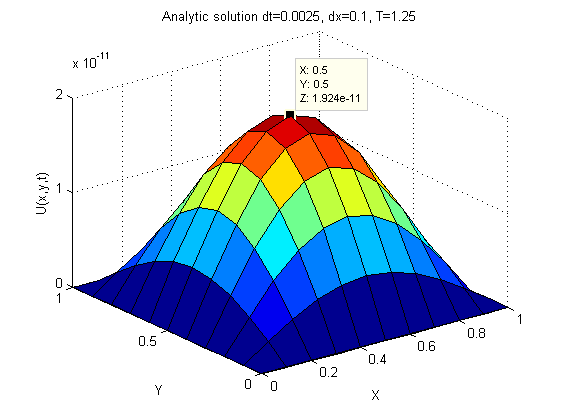 Analytic solution dt=0.0025, dx=0.1, T=1.25
x 10^-11
X: 0.5
Y: 0.5
Z: 1.924e-11
2
1
0
U(x,y,t)
1
0.5
0
Y
0
0.2
0.4
0.6
0.8
1
X